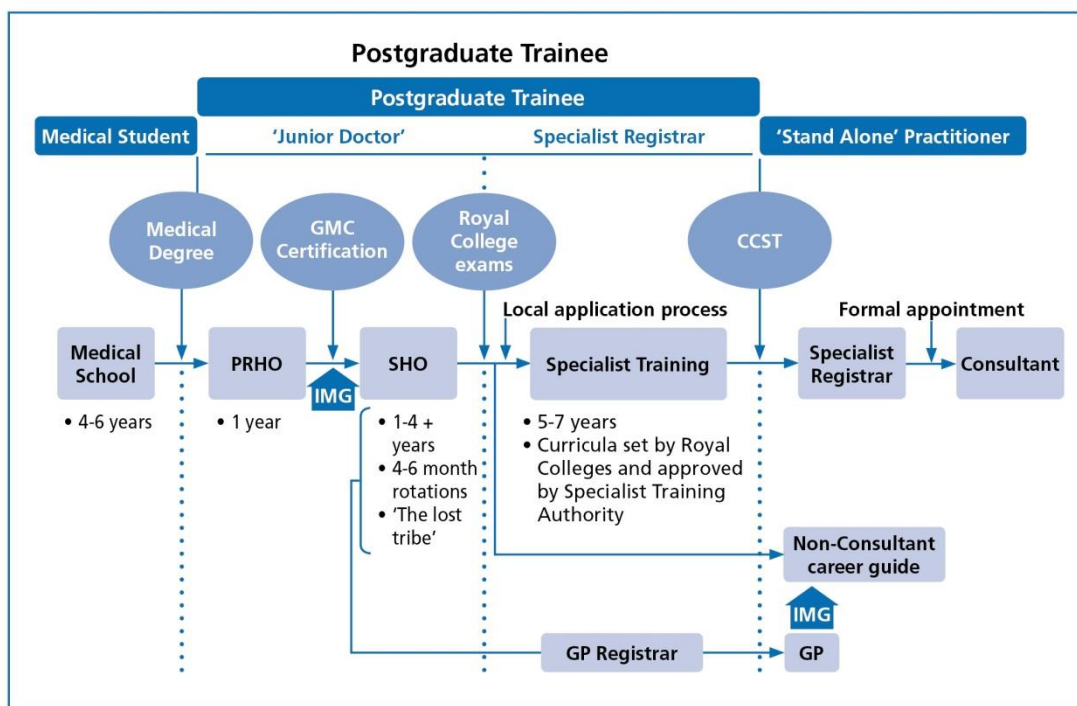 Postgraduate Trainee
Postgraduate Trainee
Medical Student
'Junior Doctor'
Specialist Registrar
'Stand Alone' Practitioner
Medical
Degree
GMC
Certification
Royal
College
exams
CCST
Local application process
Formal appointment
Medical
School
PRHO
IMG
SHO
Specialist Training
Specialist
Registrar
Consultant
• 4-6 years
• 1 year
• 1-4 +
years
• 4-6 month
rotations
• 'The lost
tribe'
• 5-7 years
• Curricula set by Royal
Colleges and approved
by Specialist Training
Authority
Non-Consultant
career guide
IMG
GP Registrar
GP